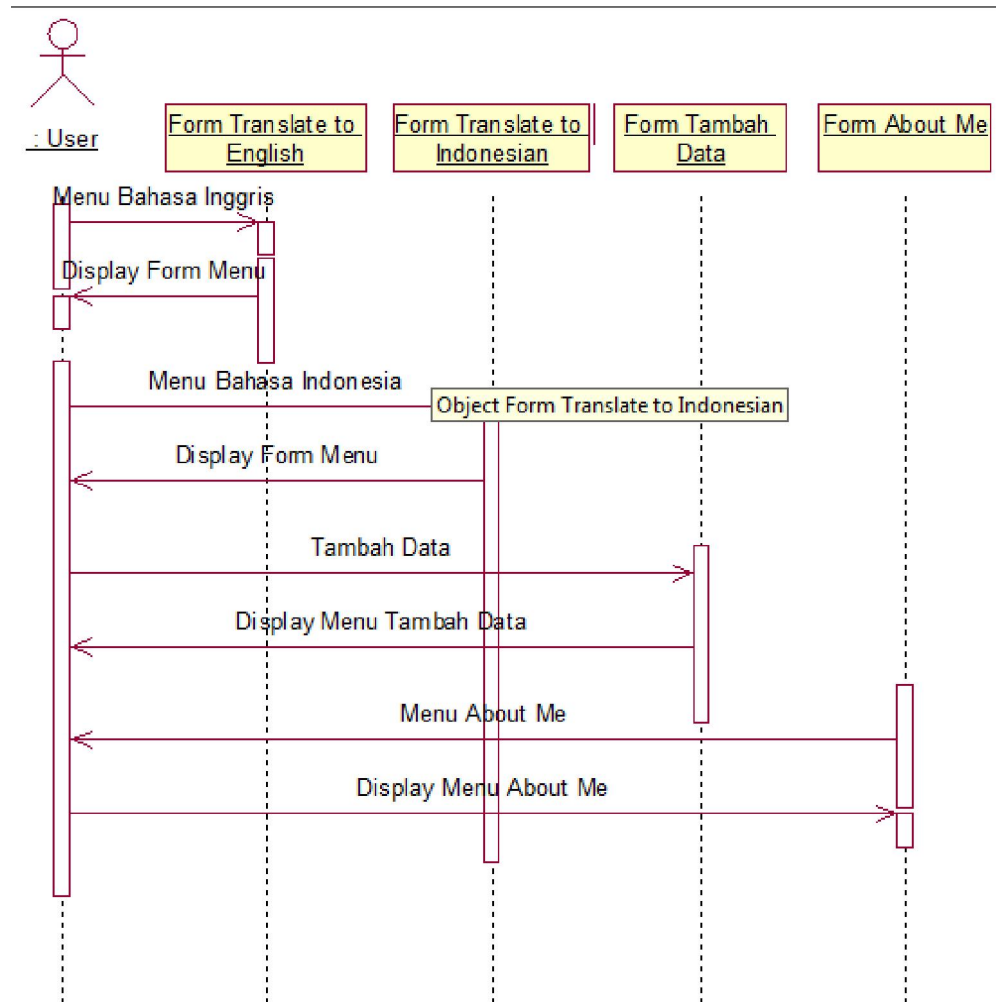 : User
Form Translate to
English
Form Translate to
Indonesian
Form Tambah
Data
Form About Me
Menu Bahasa Inggris
Display Form Menu
Menu Bahasa Indonesia
Object Form Translate to Indonesian
Display Form Menu
Tambah Data
Display Menu Tambah Data
Menu About Me
Display Menu About Me